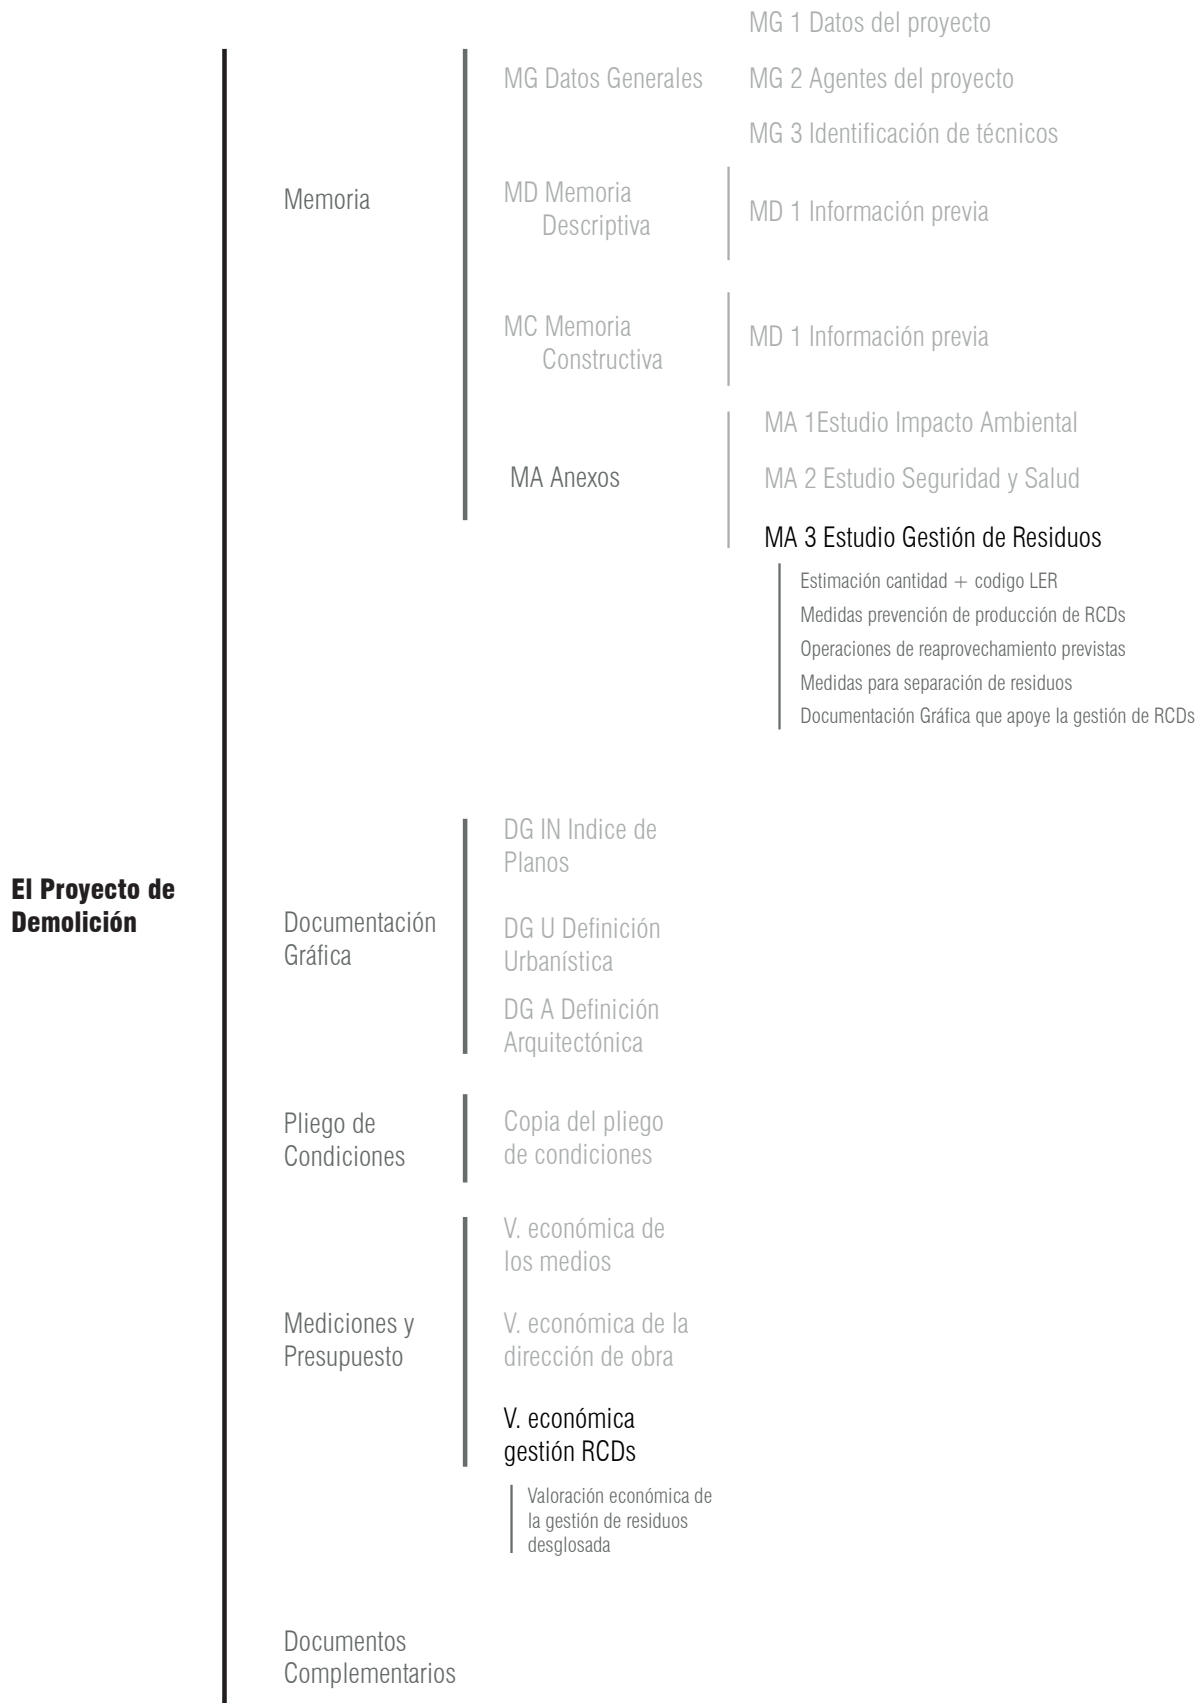 El Proyecto de
Demolición
Memoria
MG Datos Generales
MG 1 Datos del proyecto
MG 2 Agentes del proyecto
MG 3 Identificación de técnicos
MD Memoria
Descriptiva
MD 1 Información previa
MC Memoria
Constructiva
MD 1 Información previa
MA Anexos
MA 1Estudio Impacto Ambiental
MA 2 Estudio Seguridad y Salud
MA 3 Estudio Gestión de Residuos
Estimación cantidad + codigo LER
Medidas prevención de producción de RCDs
Operaciones de reaprovechamiento previstas
Medidas para separación de residuos
Documentación Gráfica que apoye la gestión de RCDs
Documentación
Gráfica
DG IN Indice de
Planos
DG U Definición
Urbanística
DG A Definición
Arquitectónica
Pliego de
Condiciones
Copia del pliego
de condiciones
Mediciones y
Presupuesto
V. económica de
los medios
V. económica de la
dirección de obra
V. económica
gestión RCDs
Valoración económica de
la gestión de residuos
desglosada
Documentos
Complementarios